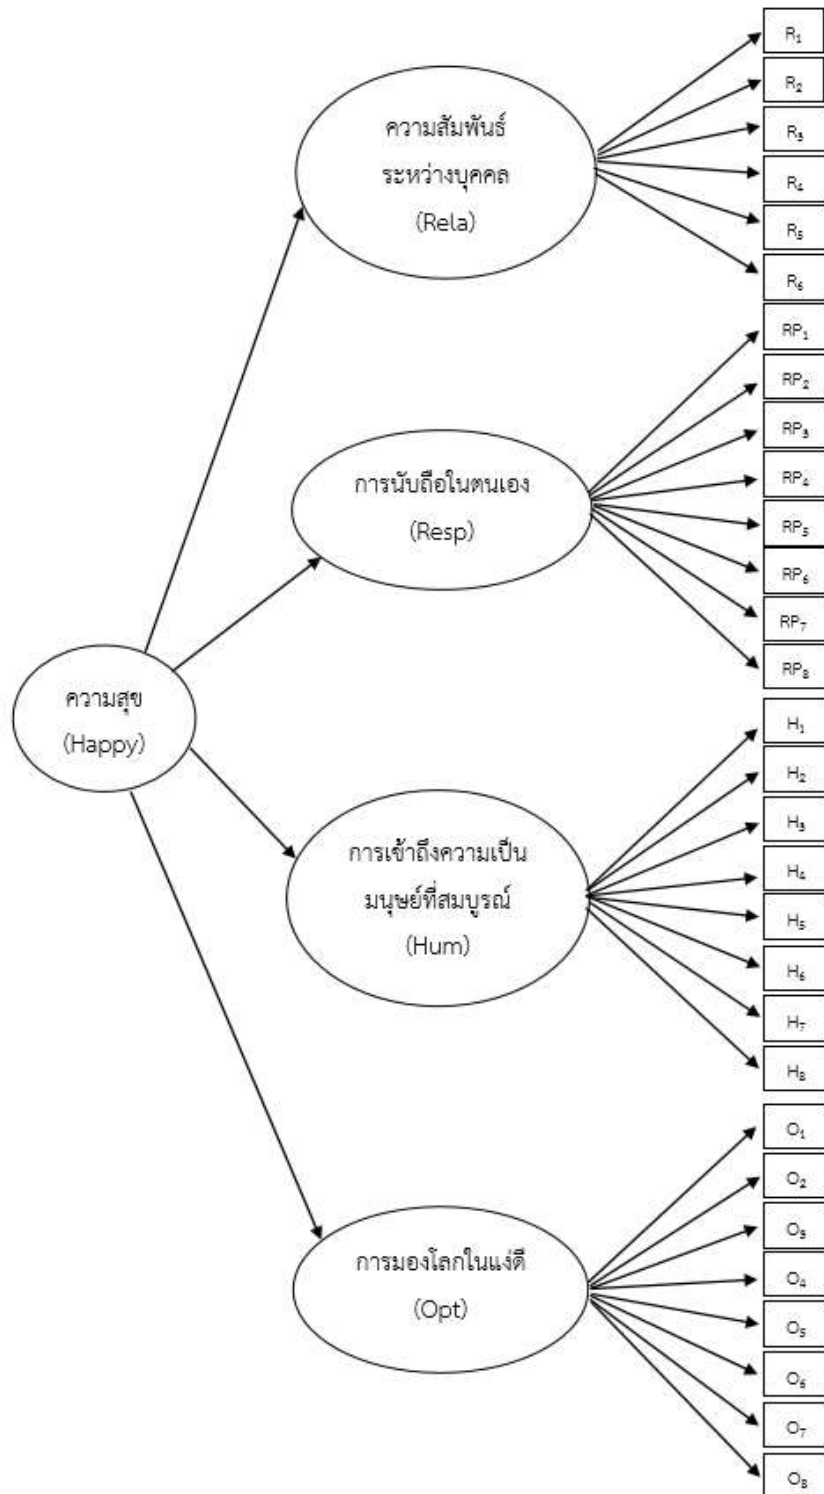 ความสัมพันธ์
ระหว่างบุคคล
(Rela)
R₁
R₂
R₃
R₄
R₅
R₆
การนับถือในตนเอง
(Resp)
RP₁
RP₂
RP₃
RP₄
RP₅
RP₆
RP₇
RP₈
ความสุข
(Happy)
การเข้าถึงความเป็น
มนุษย์ที่สมบูรณ์
(Hum)
H₁
H₂
H₃
H₄
H₅
H₆
H₇
H₈
การมองโลกในแง่ดี
(Opt)
O₁
O₂
O₃
O₄
O₅
O₆
O₇
O₈